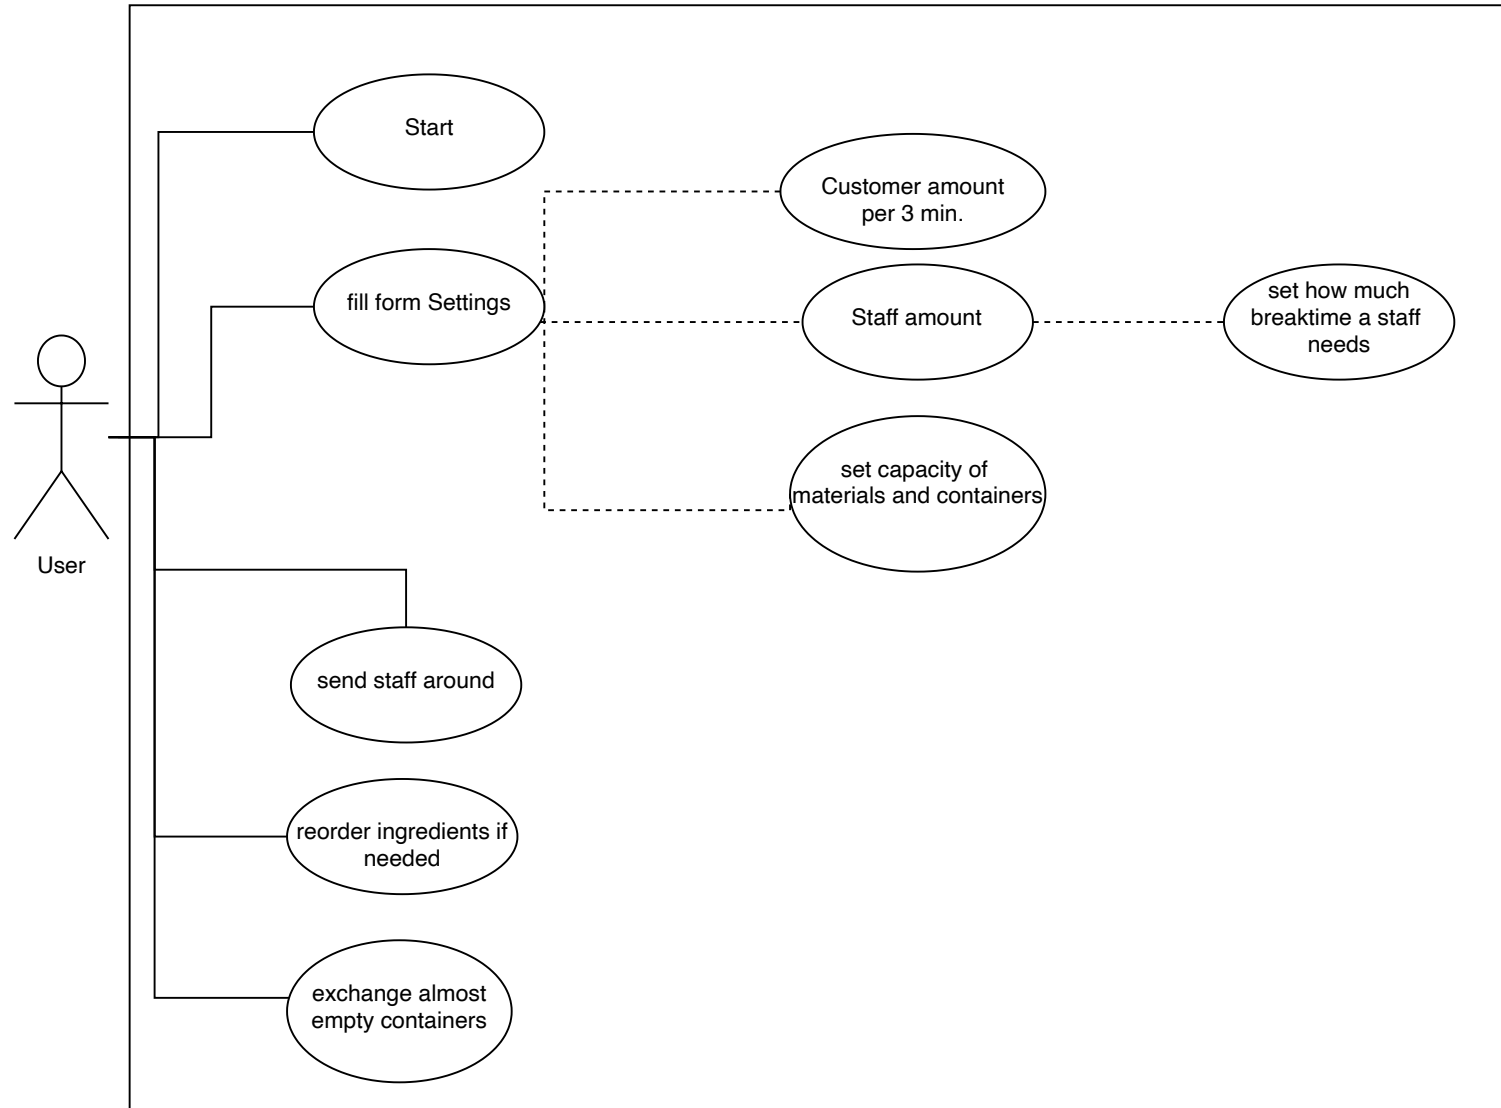 Start
Customer amount
per 3 min.
fill form Settings
Staff amount
set how much
breaktime a staff
needs
set capacity of
materials and containers
User
send staff around
reorder ingredients if
needed
exchange almost
empty containers